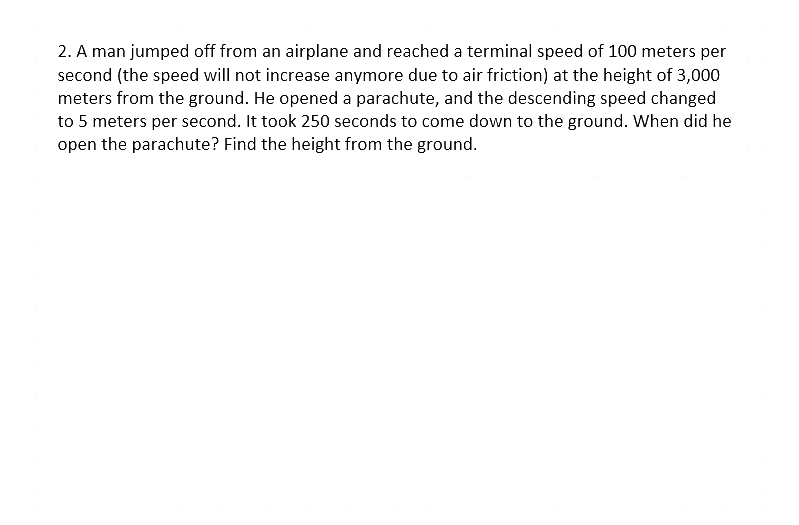 2. A man jumped off from an airplane and reached a terminal speed of 100 meters per
second (the speed will not increase anymore due to air friction) at the height of 3,000
meters from the ground. He opened a parachute, and the descending speed changed
to 5 meters per second. It took 250 seconds to come down to the ground. When did he
open the parachute? Find the height from the ground.